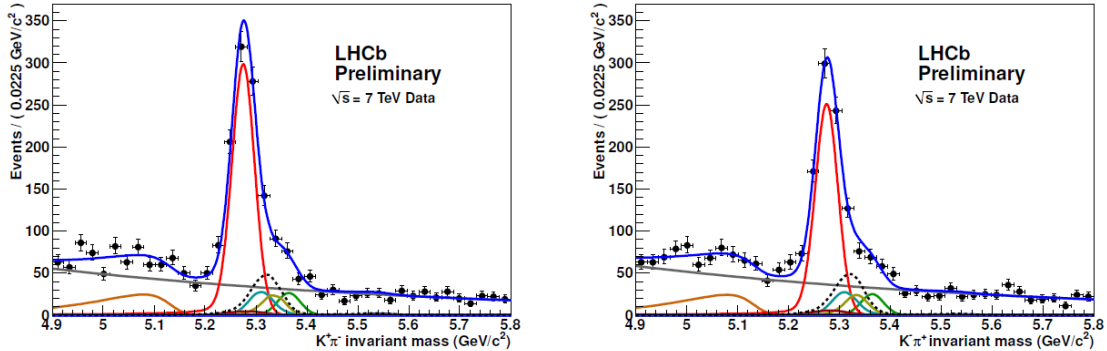 Events / ( 0.0225 GeV/c² )
350
300
250
200
150
100
50
0
LHCb
Preliminary
√s = 7 TeV Data
4.9 5 5.1 5.2 5.3 5.4 5.5 5.6 5.7 5.8
K⁺π⁻ invariant mass (GeV/c²)
Events / ( 0.0225 GeV/c² )
350
300
250
200
150
100
50
0
LHCb
Preliminary
√s = 7 TeV Data
4.9 5 5.1 5.2 5.3 5.4 5.5 5.6 5.7 5.8
K⁻π⁺ invariant mass (GeV/c²)